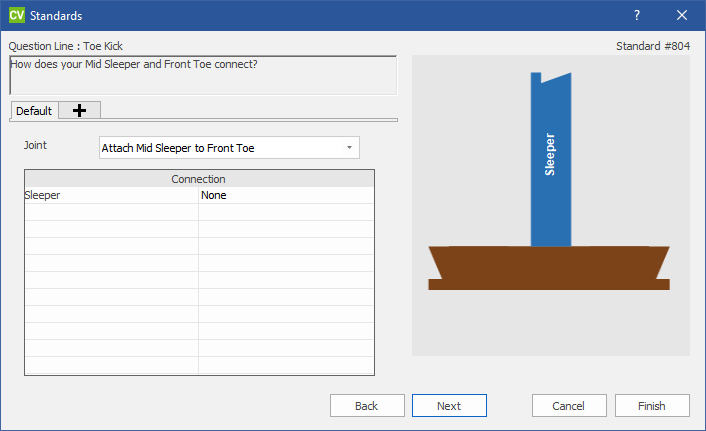 CV Standards ?
Question Line : Toe Kick Standard #804
How does your Mid Sleeper and Front Toe connect?
Default
Joint Attach Mid Sleeper to Front Toe
Connection
Sleeper None
Sleeper
Back Next Cancel Finish